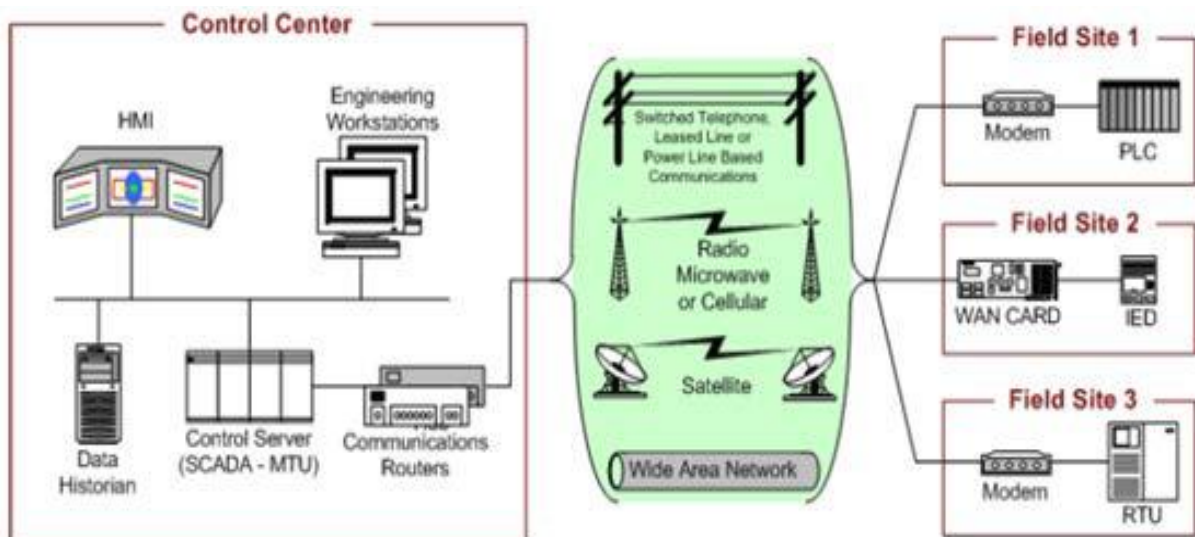 Control Center
HMI
Engineering
Workstations
Data
Historian
Control Server
(SCADA - MTU)
Communications
Routers
Switched Telephone,
Leased Line or
Power Line Based
Communications
Radio
Microwave
or Cellular
Satellite
Wide Area Network
Field Site 1
Modem
PLC
Field Site 2
WAN CARD
IED
Field Site 3
Modem
RTU